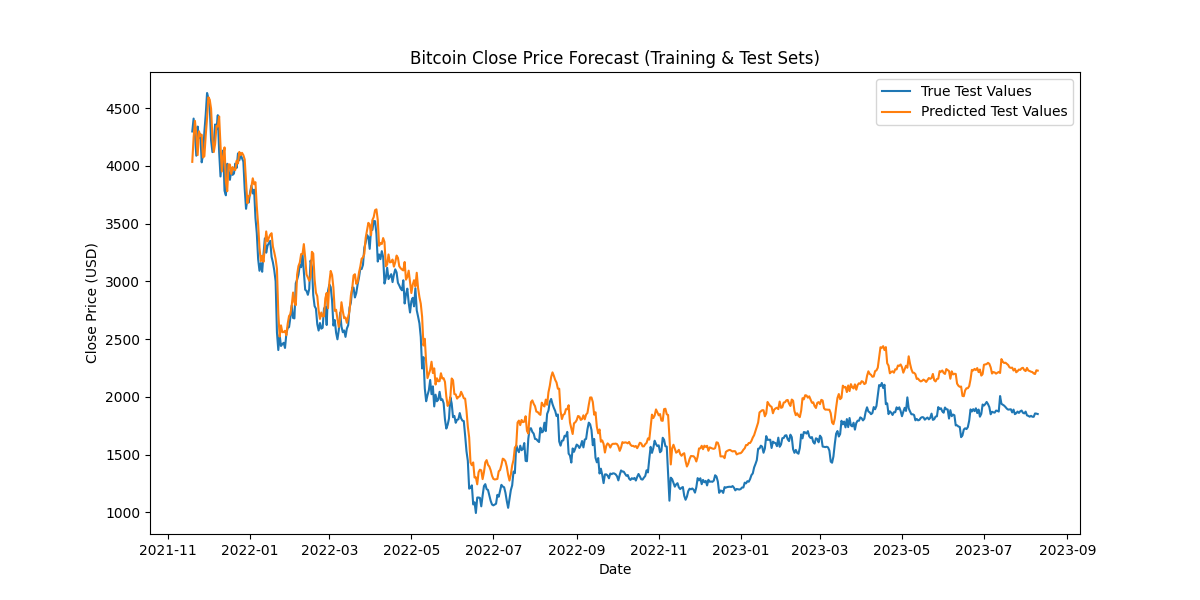 Bitcoin Close Price Forecast (Training & Test Sets)
True Test Values
Predicted Test Values
Close Price (USD)
4500
4000
3500
3000
2500
2000
1500
1000
2021-11 2022-01 2022-03 2022-05 2022-07 2022-09 2022-11 2023-01 2023-03 2023-05 2023-07 2023-09
Date